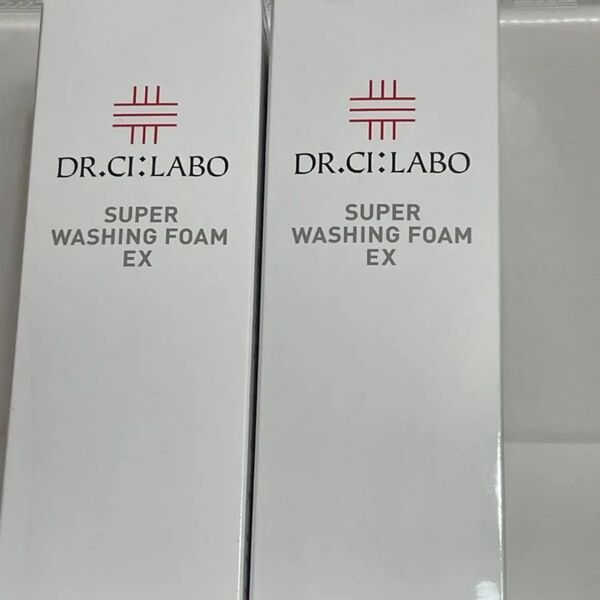 DR.CI:LABO
SUPER
WASHING FOAM
EX
DR.CI:LABO
SUPER
WASHING FOAM
EX